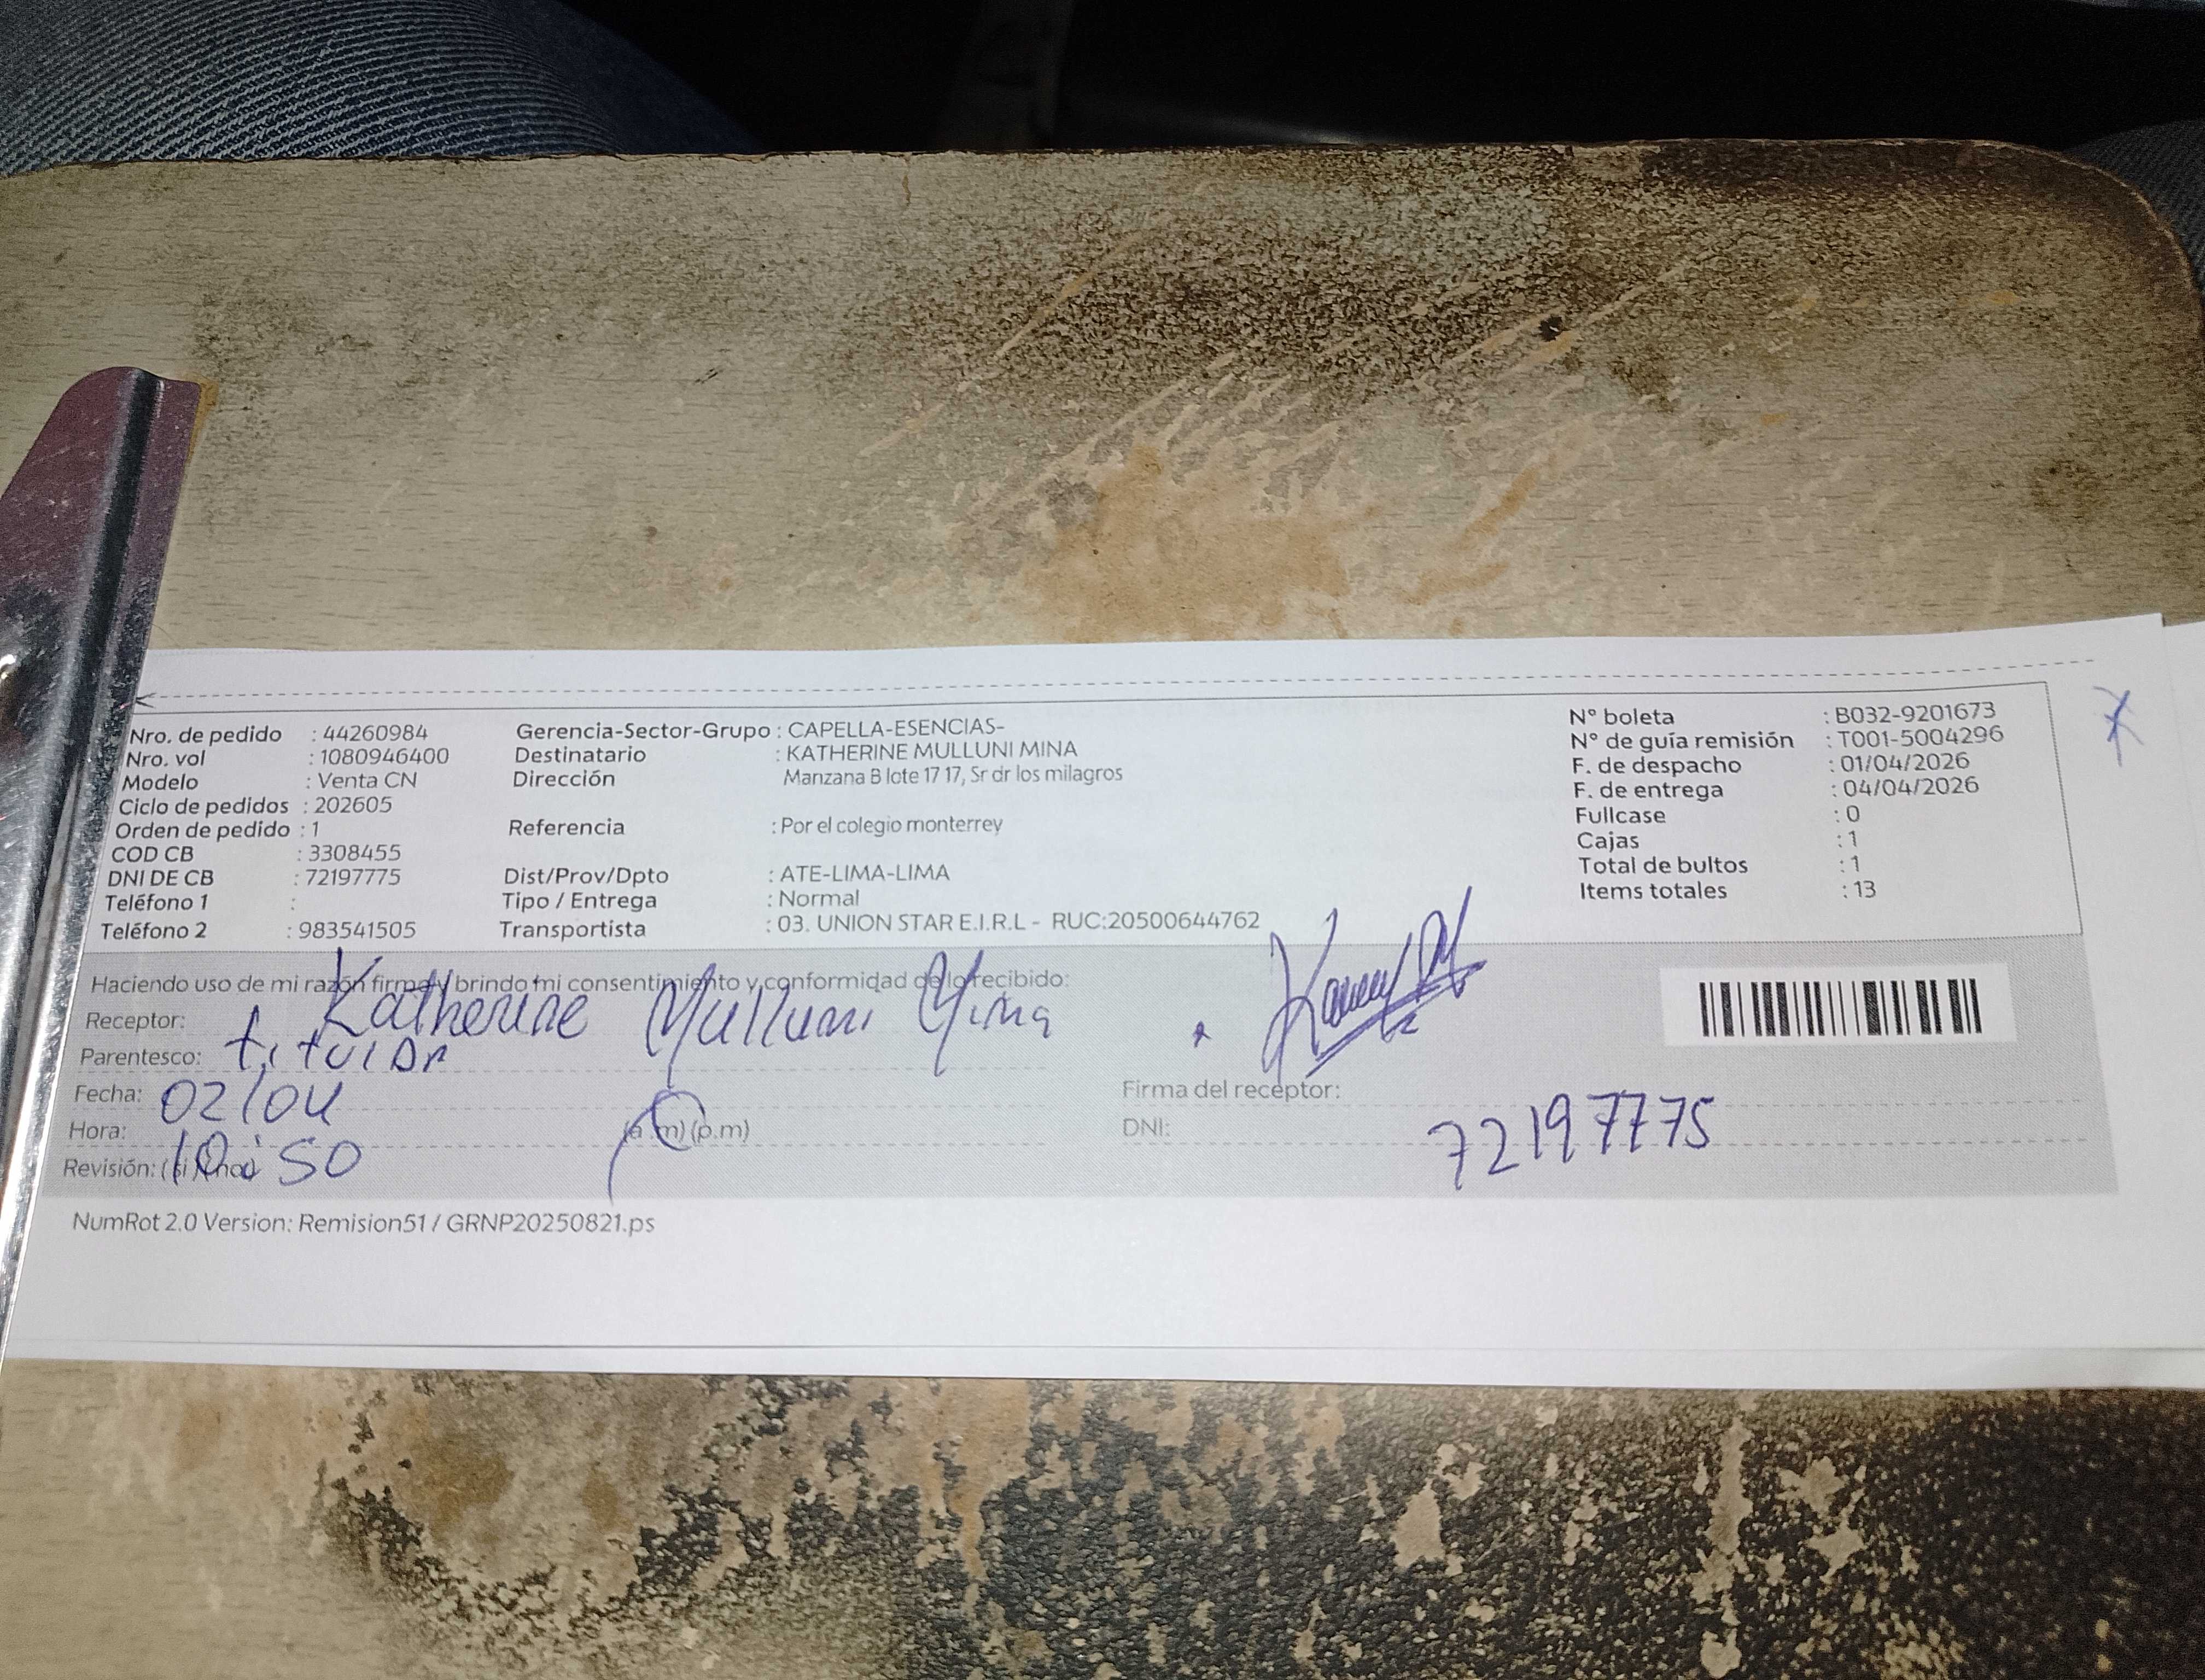 Nro. de pedido : 44260984
Nro. vol : 1080946400
Modelo : Venta CN
Ciclo de pedidos : 202605
Orden de pedido : 1
COD CB : 3308455
DNI DE CB : 72197775
Teléfono 1 :
Teléfono 2 : 983541505
Gerencia-Sector-Grupo : CAPELLA-ESENCIAS-
Destinatario : KATHERINE MULLUNI MINA
Dirección Manzana B lote 17 17, Sr dr los milagros
Referencia : Por el colegio monterrey
Dist/Prov/Dpto : ATE-LIMA-LIMA
Tipo / Entrega : Normal
Transportista : 03. UNION STAR E.I.R.L - RUC:20500644762
N° boleta : B032-9201673
N° de guía remisión : T001-5004296
F. de despacho : 01/04/2026
F. de entrega : 04/04/2026
Fullcase : 0
Cajas : 1
Total de bultos : 1
Items totales : 13
Haciendo uso de mi razón firma y brindo mi consentimiento y conformidad de lo recibido:
Receptor: Katherine Mulluni Mina
Parentesco: titular
Fecha: 02/04
Hora: 10:50 (a.m) (p.m)
Revisión: (si) (no)
Firma del receptor:
DNI: 72197775
NumRot 2.0 Version: Remision51 / GRNP20250821.ps